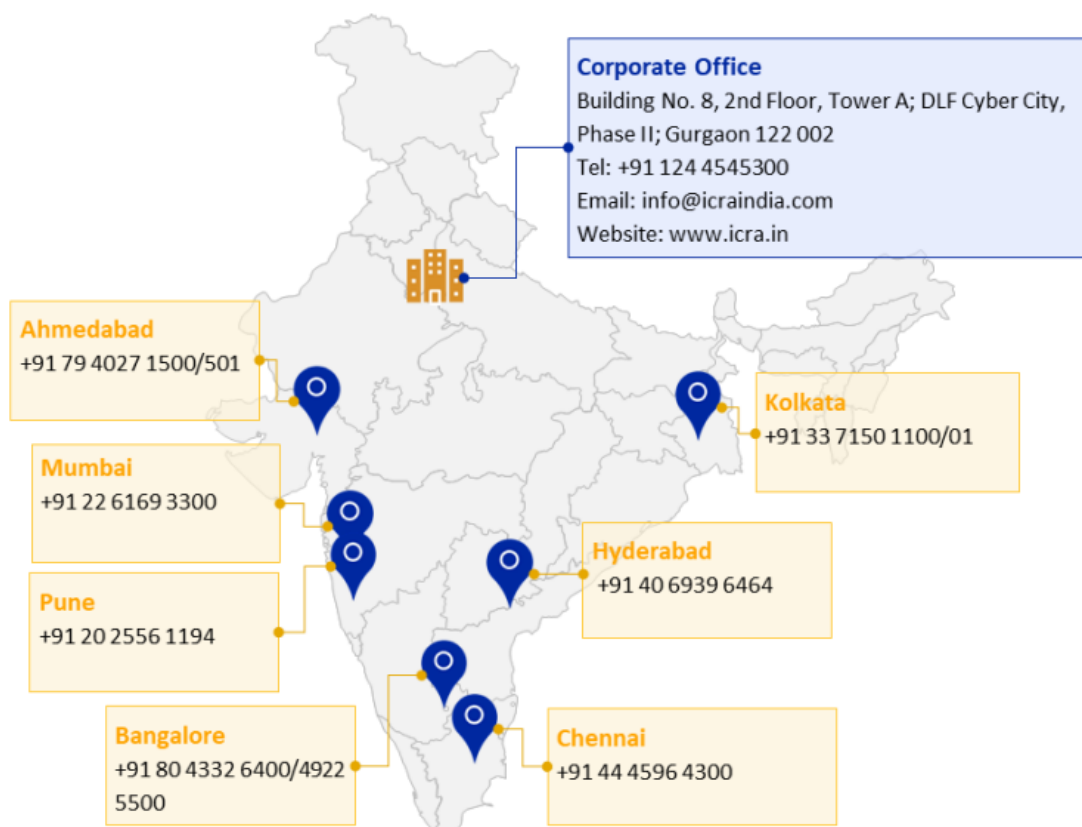 Corporate Office
Building No. 8, 2nd Floor, Tower A; DLF Cyber City,
Phase II; Gurgaon 122 002
Tel: +91 124 4545300
Email: info@icraindia.com
Website: www.icra.in
Ahmedabad
+91 79 4027 1500/501
Kolkata
+91 33 7150 1100/01
Mumbai
+91 22 6169 3300
Hyderabad
+91 40 6939 6464
Pune
+91 20 2556 1194
Bangalore
+91 80 4332 6400/4922
5500
Chennai
+91 44 4596 4300